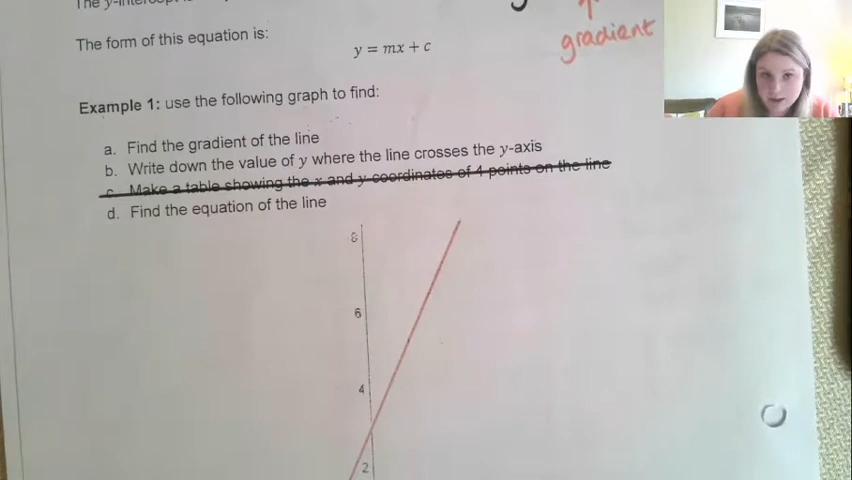 The y-intercept
The form of this equation is:
y = mx + c
gradient
Example 1: use the following graph to find:
a. Find the gradient of the line
b. Write down the value of y where the line crosses the y-axis
c. Make a table showing the x and y coordinates of 4 points on the line
d. Find the equation of the line
8
6
4
2